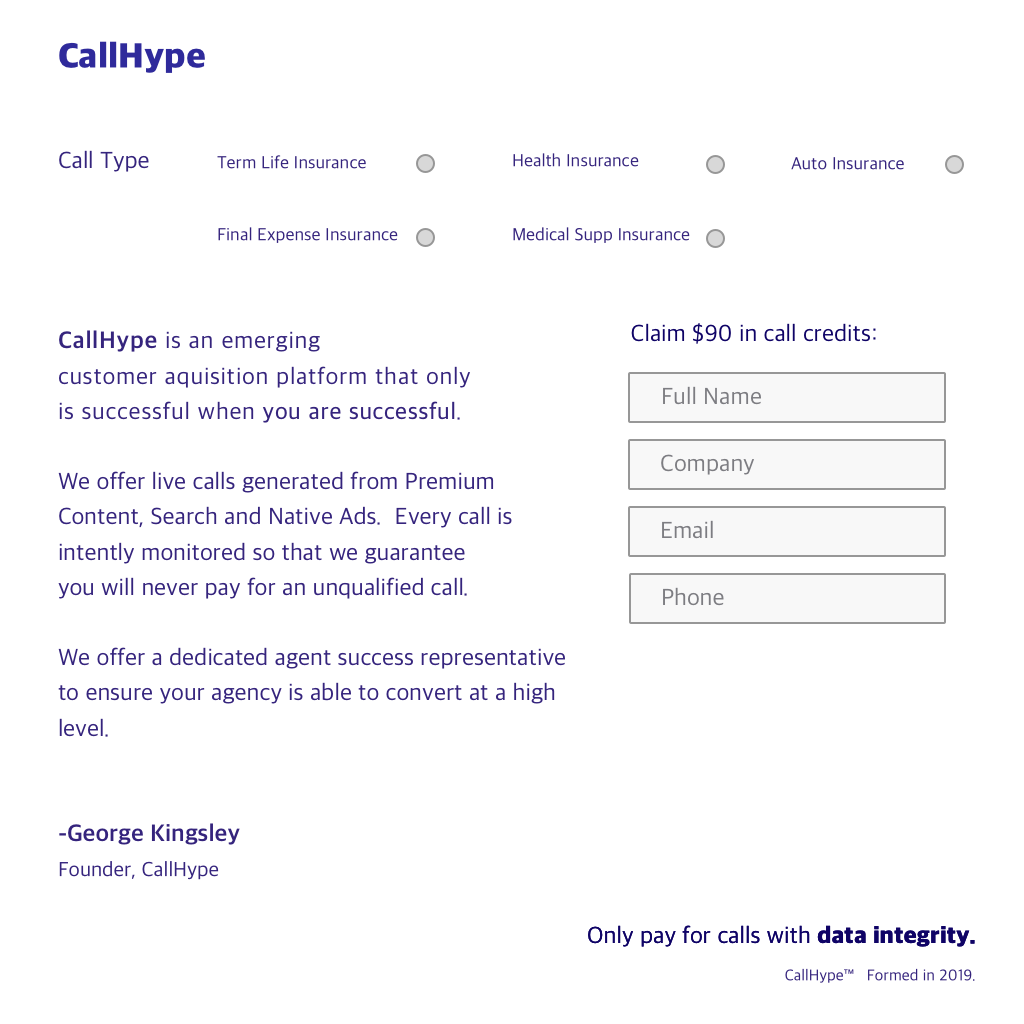 CallHype
Call Type
Term Life Insurance
Health Insurance
Auto Insurance
Final Expense Insurance
Medical Supp Insurance
CallHype is an emerging
customer aquisition platform that only
is successful when you are successful.
We offer live calls generated from Premium
Content, Search and Native Ads.  Every call is
intently monitored so that we guarantee
you will never pay for an unqualified call.
We offer a dedicated agent success representative
to ensure your agency is able to convert at a high
level.
-George Kingsley
Founder, CallHype
Claim $90 in call credits:
Full Name
Company
Email
Phone
Only pay for calls with data integrity.
CallHype™   Formed in 2019.